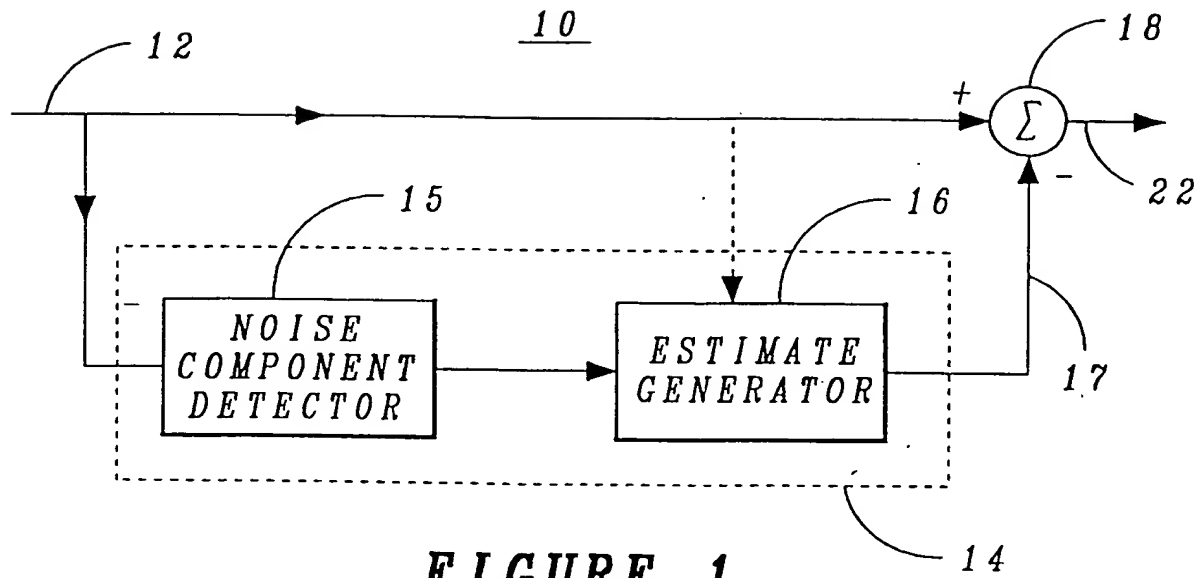 10
12
18
+
Σ
-
22
15
16
-
NOISE
COMPONENT
DETECTOR
ESTIMATE
GENERATOR
17
14
FIGURE 1